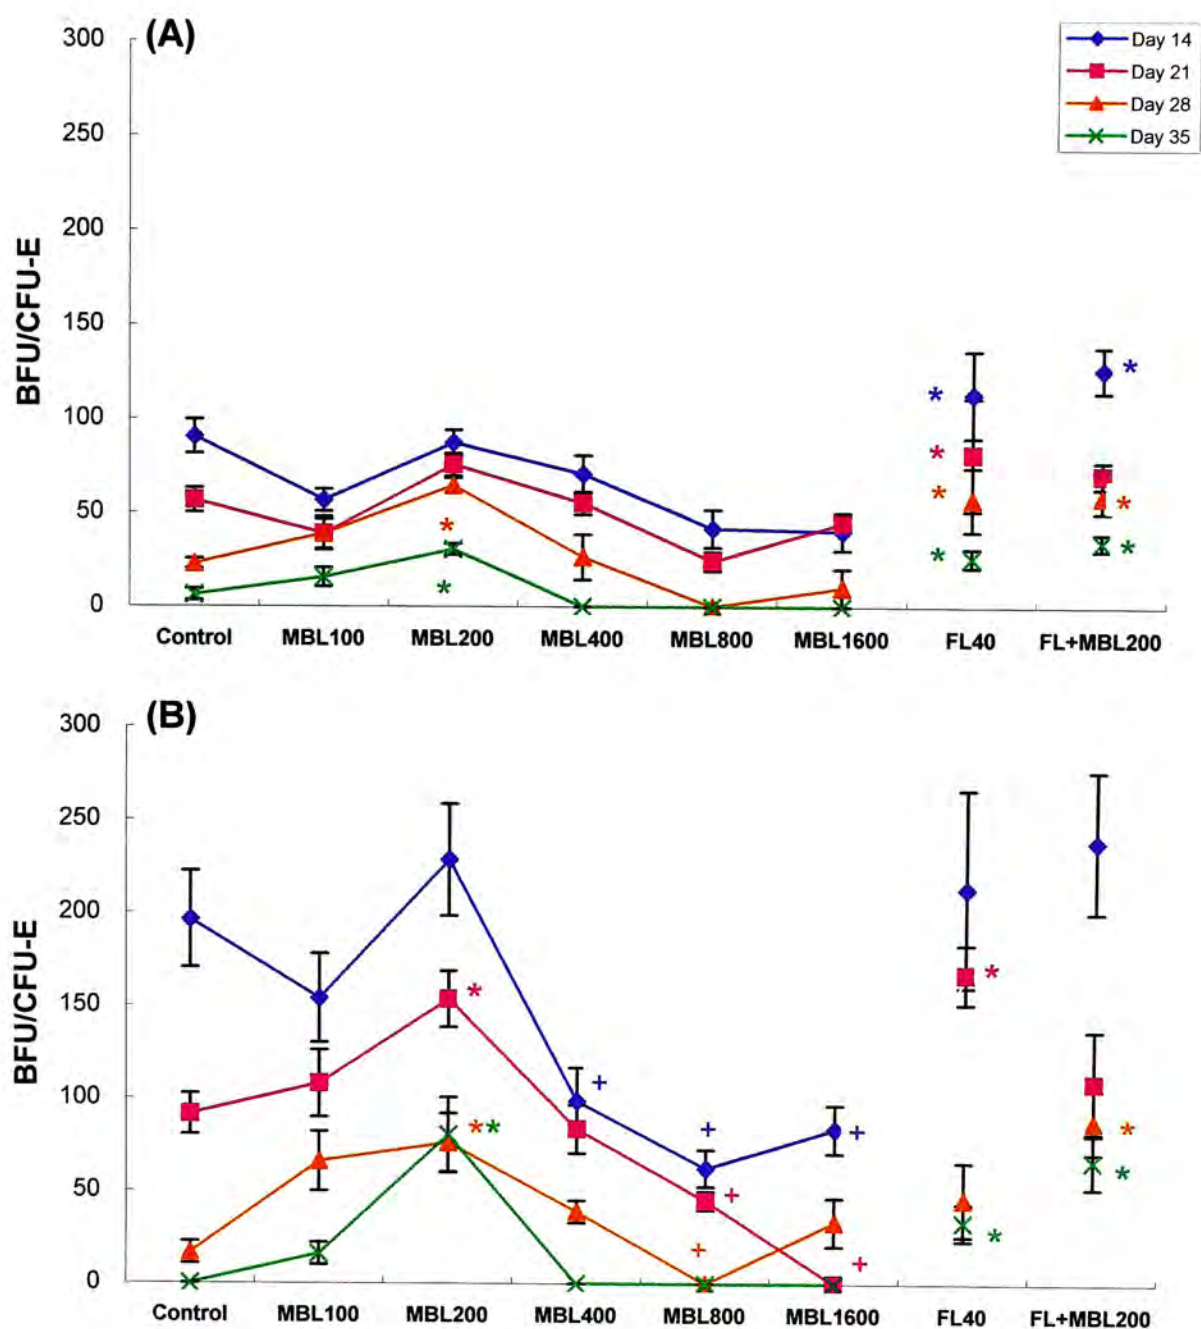 (A)
Day 14
Day 21
Day 28
Day 35
BFU/CFU-E
300
250
200
150
100
50
0
* * * * * * * * *
Control MBL100 MBL200 MBL400 MBL800 MBL1600 FL40 FL+MBL200
(B)
BFU/CFU-E
300
250
200
150
100
50
0
* * * * * * *
+ + + + + +
Control MBL100 MBL200 MBL400 MBL800 MBL1600 FL40 FL+MBL200